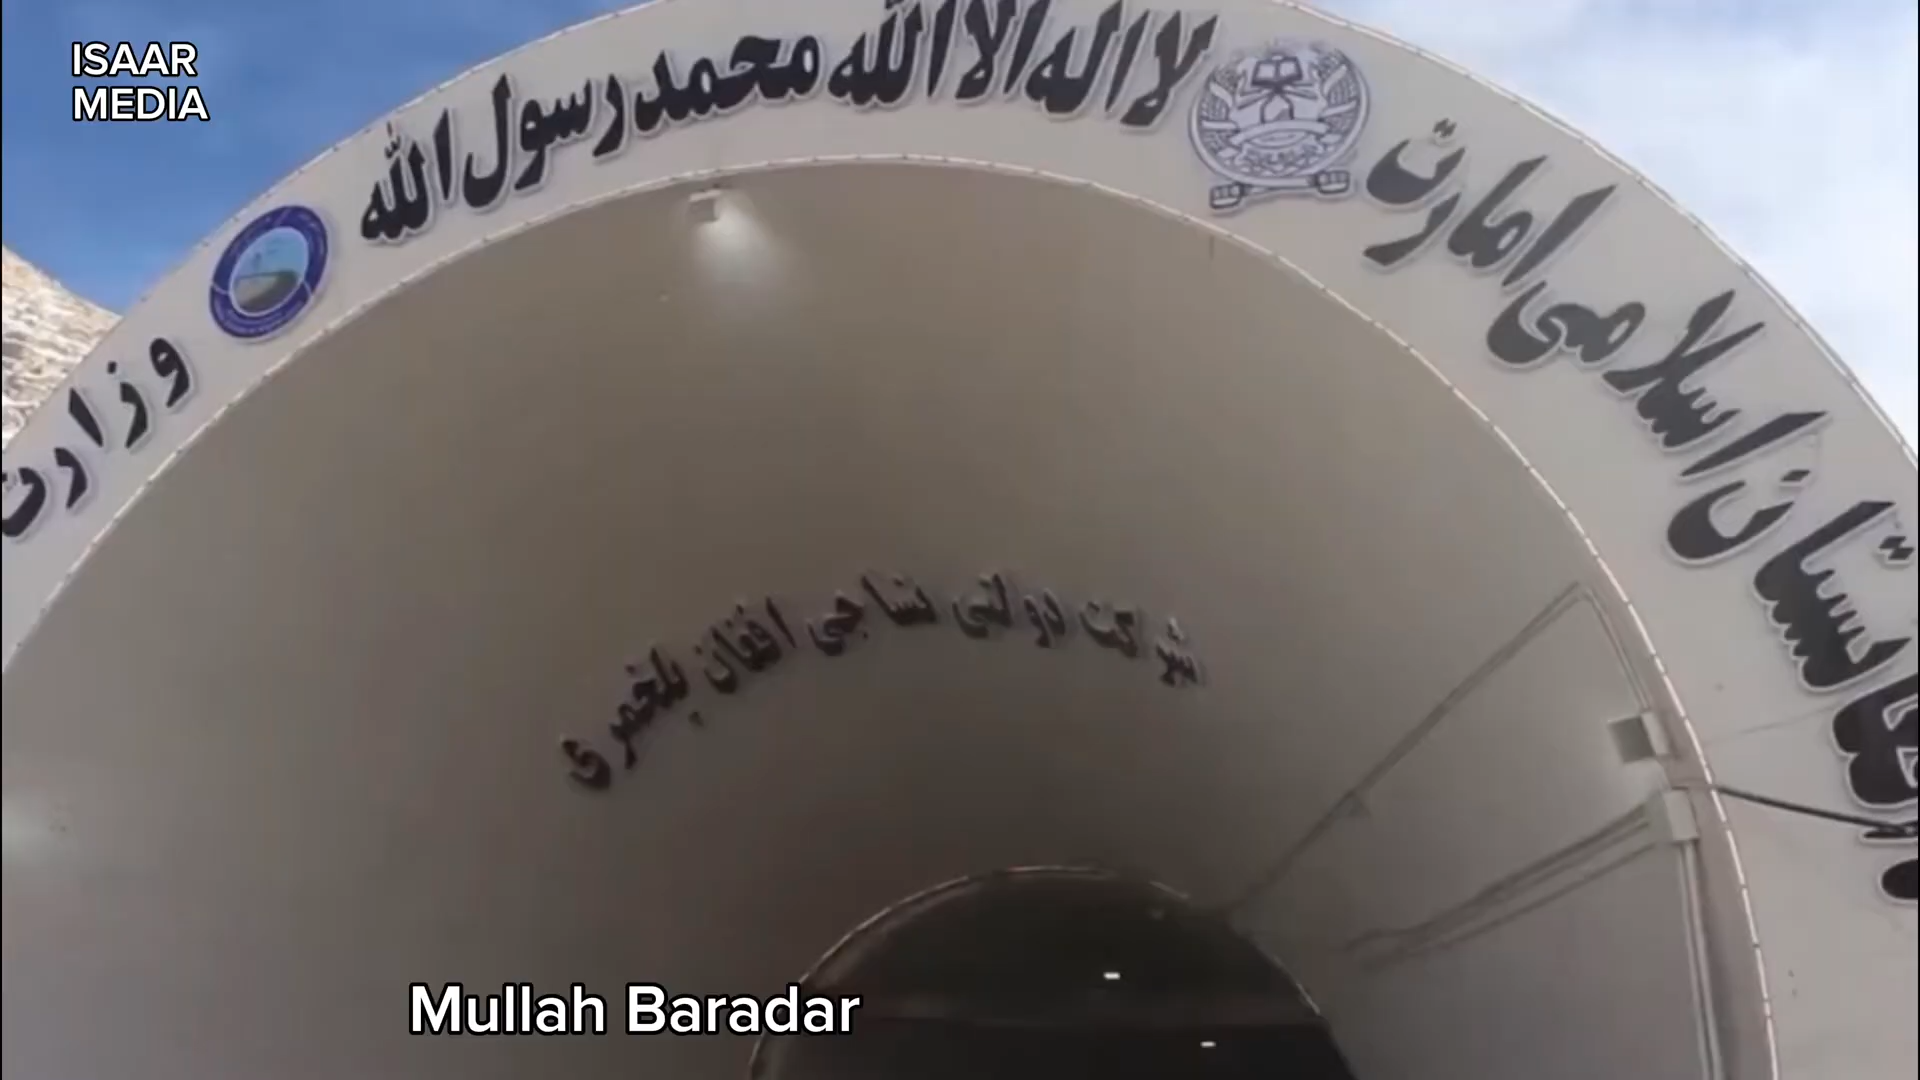 ISAAR
MEDIA
لا اله الا الله محمد رسول الله
امارت اسلامی
وزارت
شرکت دولتی نساجی افغان پلخمری
Mullah Baradar